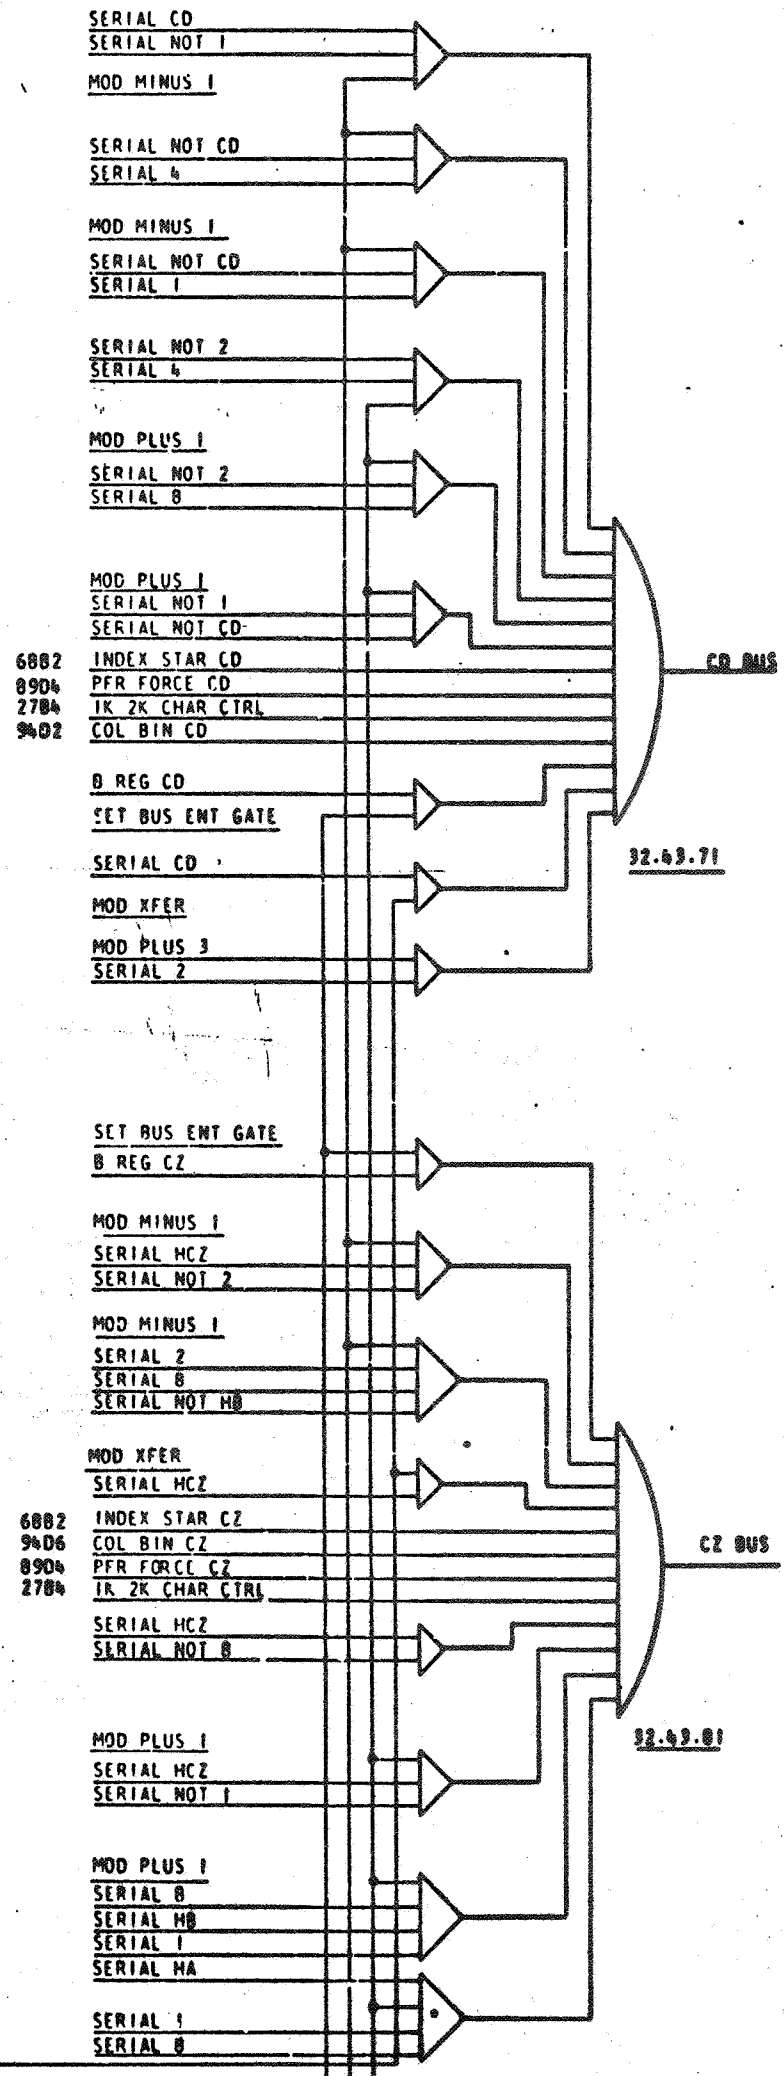 SERIAL CD
SERIAL NOT 1
MOD MINUS 1
SERIAL NOT CD
SERIAL 4
MOD MINUS 1
SERIAL NOT CD
SERIAL 1
SERIAL NOT 2
SERIAL 4
MOD PLUS 1
SERIAL NOT 2
SERIAL 8
MOD PLUS 1
SERIAL NOT 1
SERIAL NOT CD
6882 INDEX STAR CD
8904 PFR FORCE CD
2784 1K 2K CHAR CTRL
9402 COL BIN CD
CD BUS
B REG CD
SET BUS ENT GATE
32.43.71
SERIAL CD
MOD XFER
MOD PLUS 3
SERIAL 2
SET BUS ENT GATE
B REG CZ
MOD MINUS 1
SERIAL HCZ
SERIAL NOT 2
MOD MINUS 1
SERIAL 2
SERIAL 8
SERIAL NOT HB
MOD XFER
SERIAL HCZ
6882 INDEX STAR CZ
9406 COL BIN CZ
8904 PFR FORCE CZ
2784 1K 2K CHAR CTRL
CZ BUS
SERIAL HCZ
SERIAL NOT 8
32.43.81
MOD PLUS 1
SERIAL HCZ
SERIAL NOT 1
MOD PLUS 1
SERIAL 8
SERIAL HB
SERIAL 1
SERIAL HA
SERIAL 1
SERIAL 8